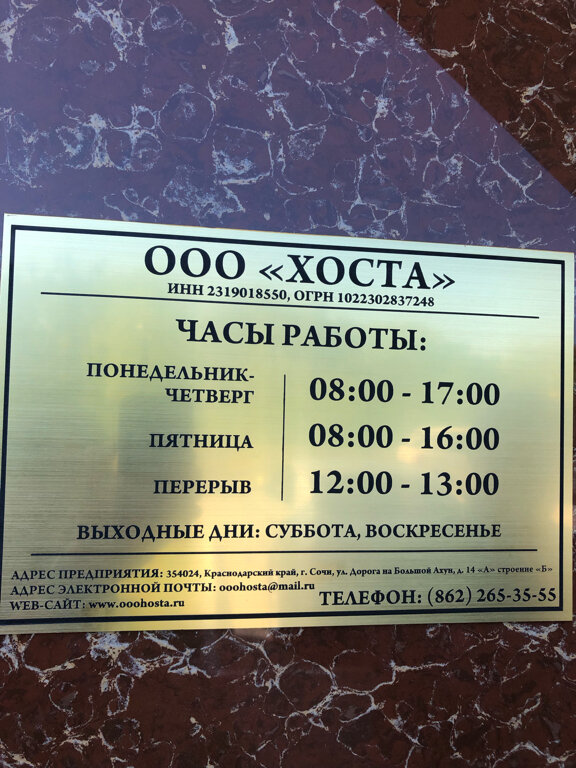 ООО «ХОСТА»
ИНН 2319018550, ОГРН 1022302837248
ЧАСЫ РАБОТЫ:
ПОНЕДЕЛЬНИК-
ЧЕТВЕРГ
08:00 - 17:00
ПЯТНИЦА
08:00 - 16:00
ПЕРЕРЫВ
12:00 - 13:00
ВЫХОДНЫЕ ДНИ: СУББОТА, ВОСКРЕСЕНЬЕ
АДРЕС ПРЕДПРИЯТИЯ: 354024, Краснодарский край, г. Сочи, ул. Дорога на Большой Ахун, д. 14 «А» строение «Б»
АДРЕС ЭЛЕКТРОННОЙ ПОЧТЫ: ooohosta@mail.ru
WEB-САЙТ: www.ooohosta.ru
ТЕЛЕФОН: (862) 265-35-55